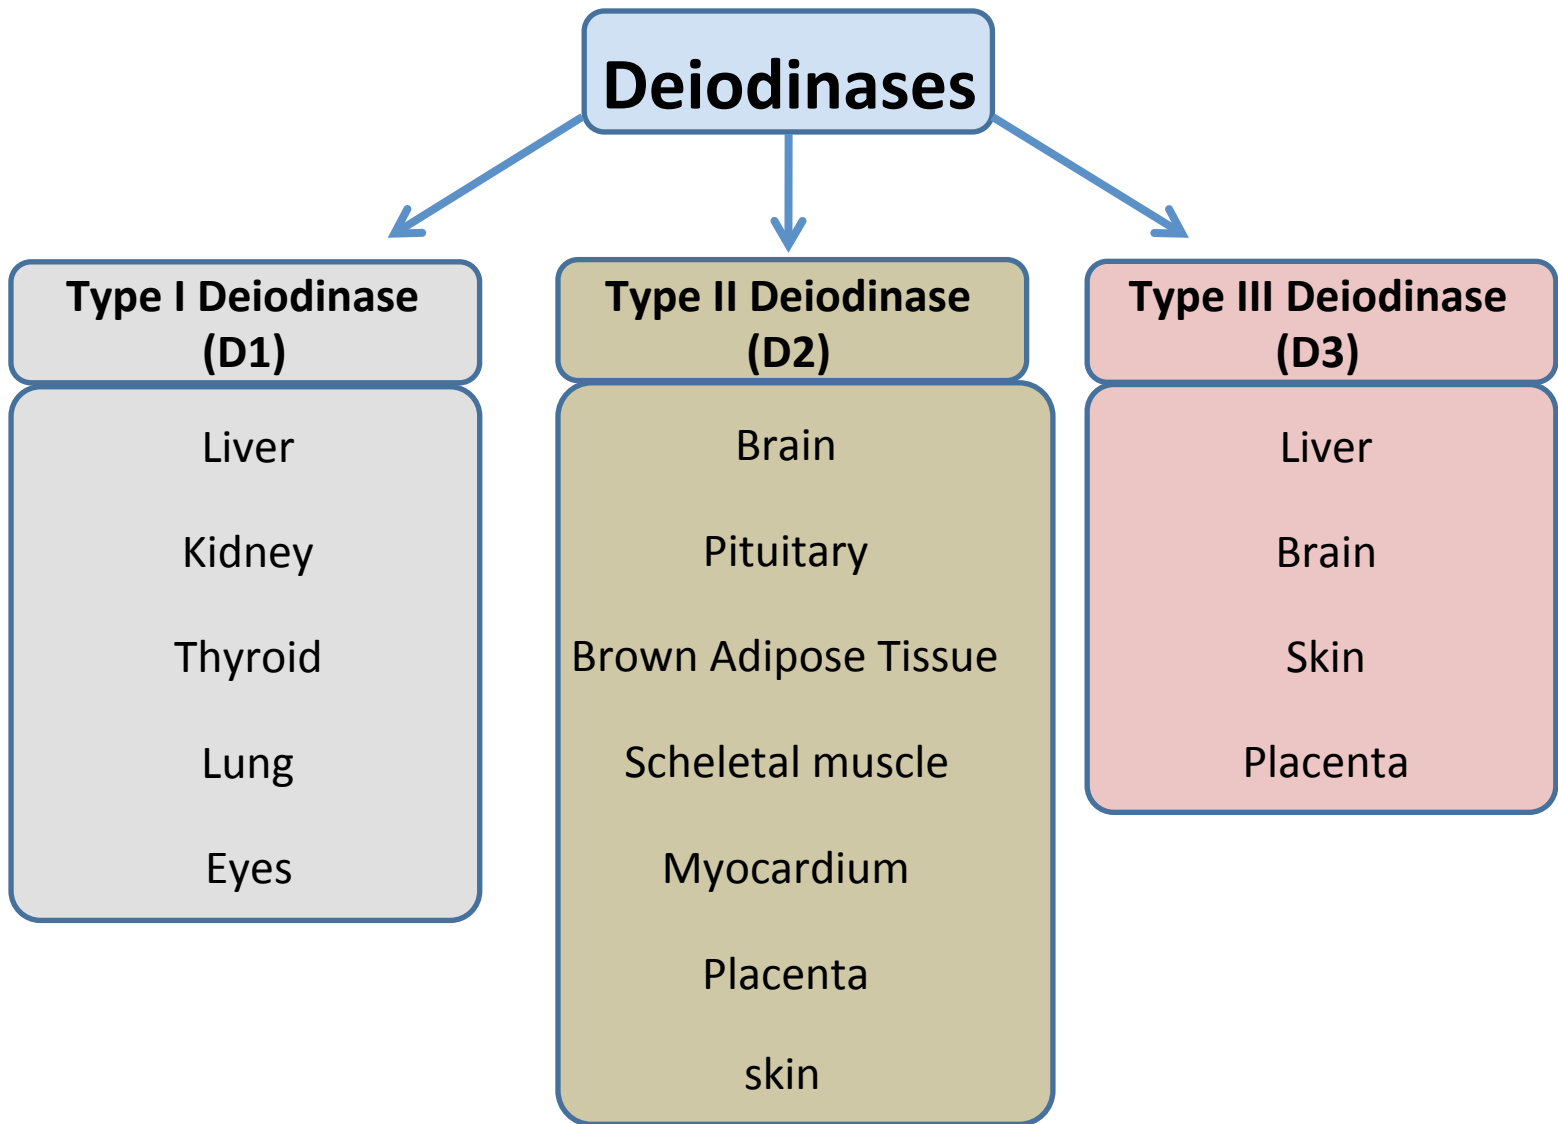 Deiodinases
Type I Deiodinase
(D1)
Liver
Kidney
Thyroid
Lung
Eyes
Type II Deiodinase
(D2)
Brain
Pituitary
Brown Adipose Tissue
Scheletal muscle
Myocardium
Placenta
skin
Type III Deiodinase
(D3)
Liver
Brain
Skin
Placenta